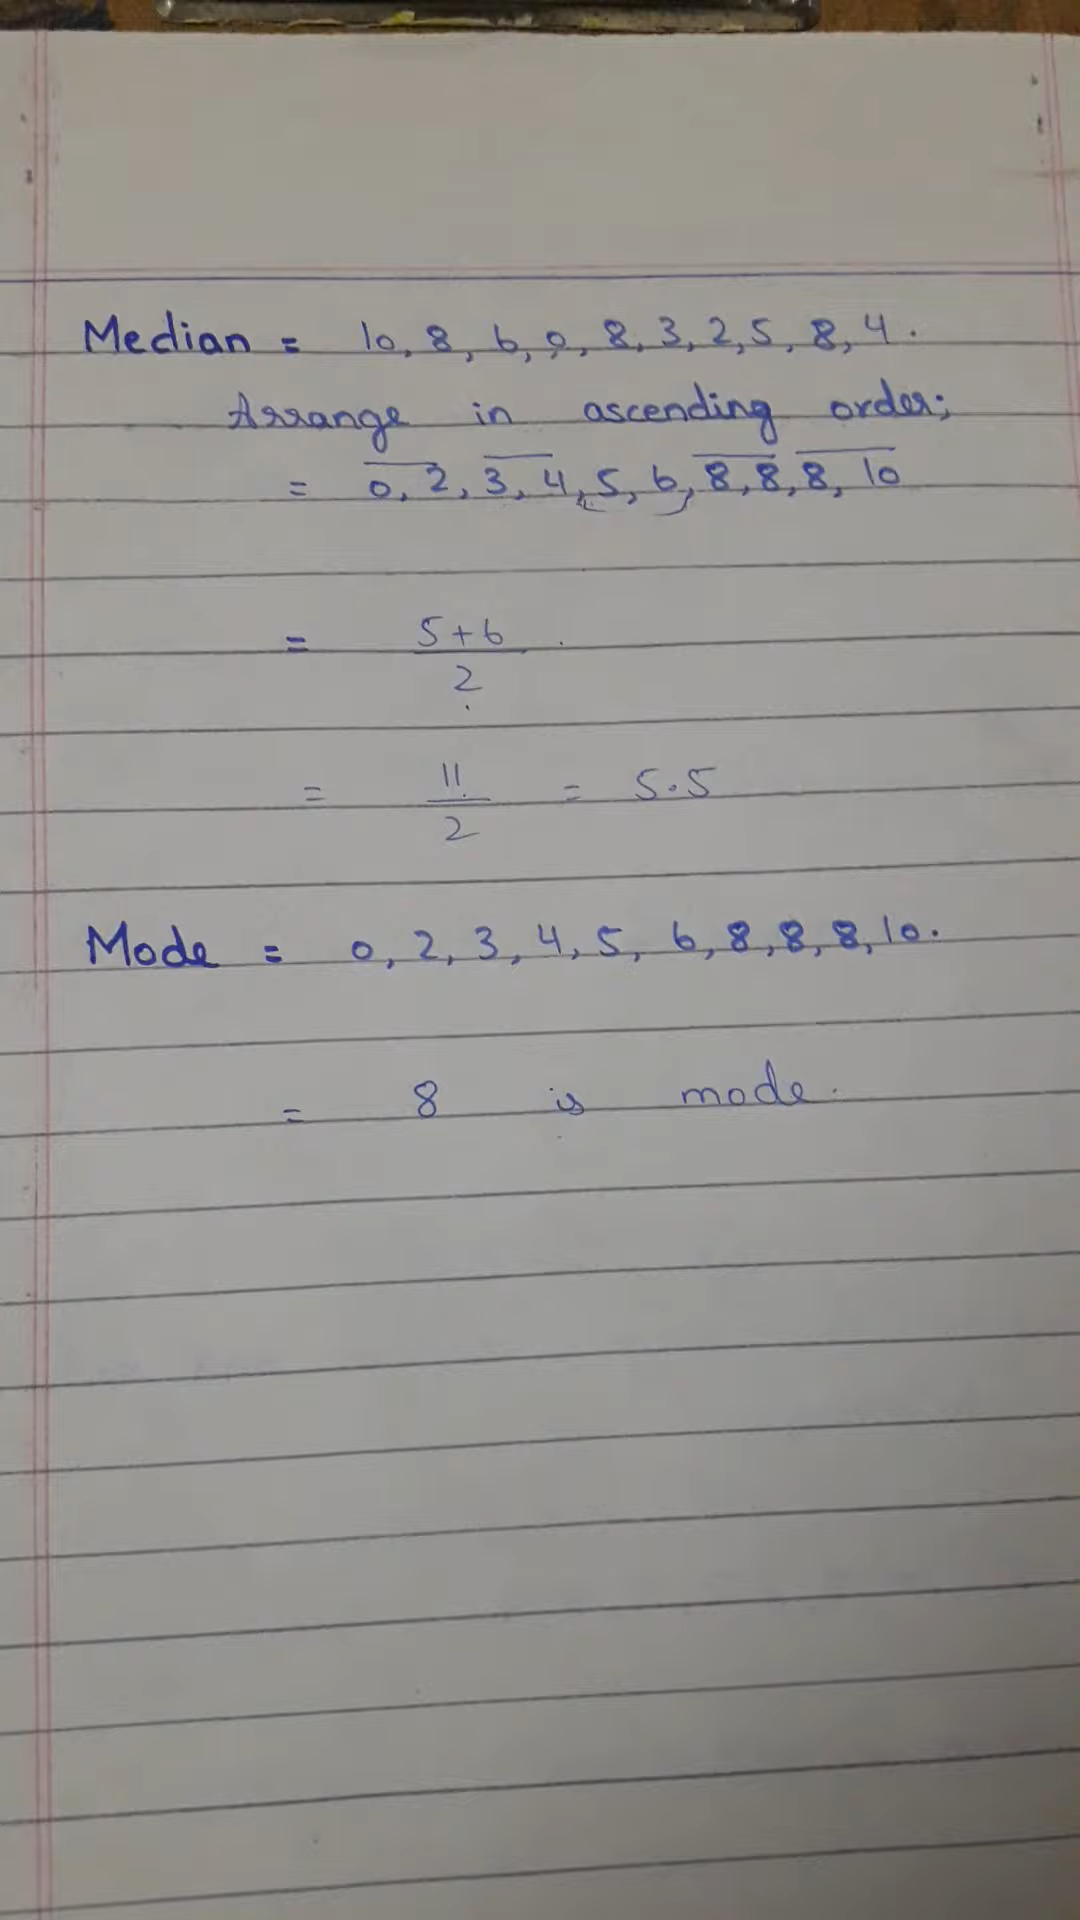 Median = 10, 8, 6, 0, 8, 3, 2, 5, 8, 4.
Arrange in ascending order;
= 0, 2, 3, 4, 5, 6, 8, 8, 8, 10
= 5+6
2
= 11
2 = 5.5
Mode = 0, 2, 3, 4, 5, 6, 8, 8, 8, 10.
= 8 is mode.